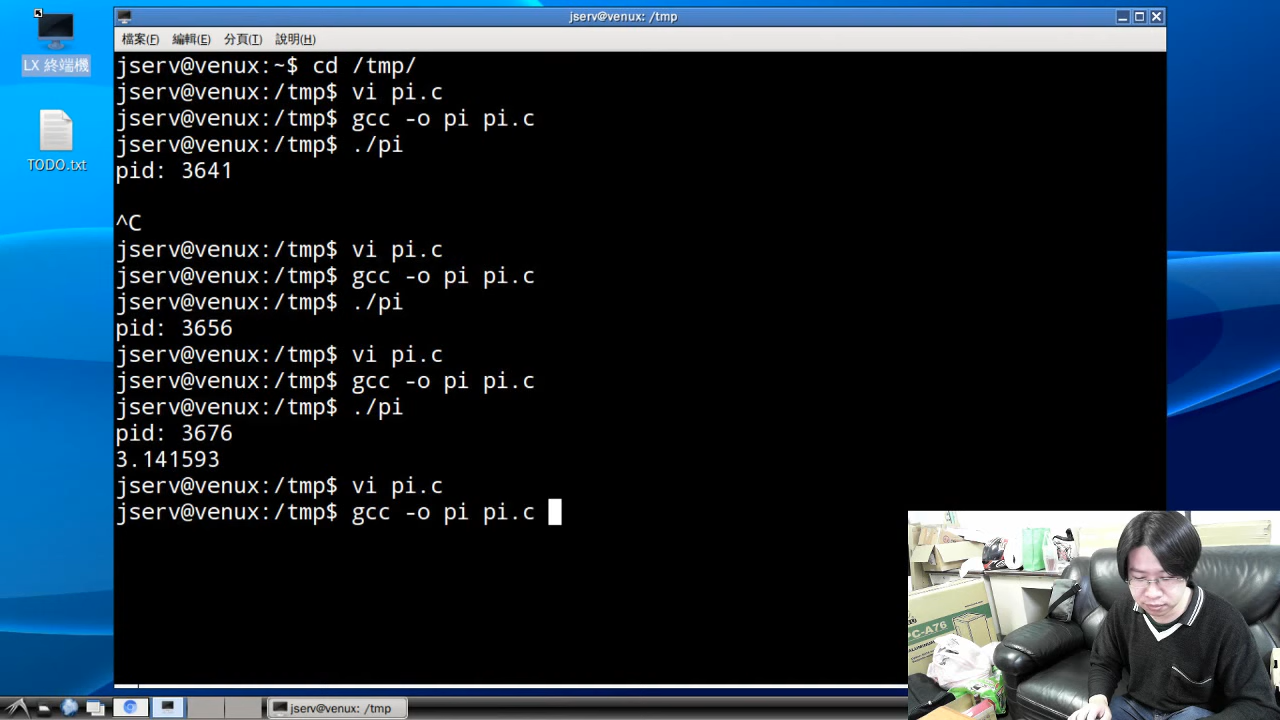 jserv@venux: /tmp
檔案(F) 編輯(E) 分頁(T) 說明(H)
LX 終端機
TODO.txt
jserv@venux:~$ cd /tmp/
jserv@venux:/tmp$ vi pi.c
jserv@venux:/tmp$ gcc -o pi pi.c
jserv@venux:/tmp$ ./pi
pid: 3641
^C
jserv@venux:/tmp$ vi pi.c
jserv@venux:/tmp$ gcc -o pi pi.c
jserv@venux:/tmp$ ./pi
pid: 3656
jserv@venux:/tmp$ vi pi.c
jserv@venux:/tmp$ gcc -o pi pi.c
jserv@venux:/tmp$ ./pi
pid: 3676
3.141593
jserv@venux:/tmp$ vi pi.c
jserv@venux:/tmp$ gcc -o pi pi.c
PC-A76
ALUMINUM
jserv@venux: /tmp